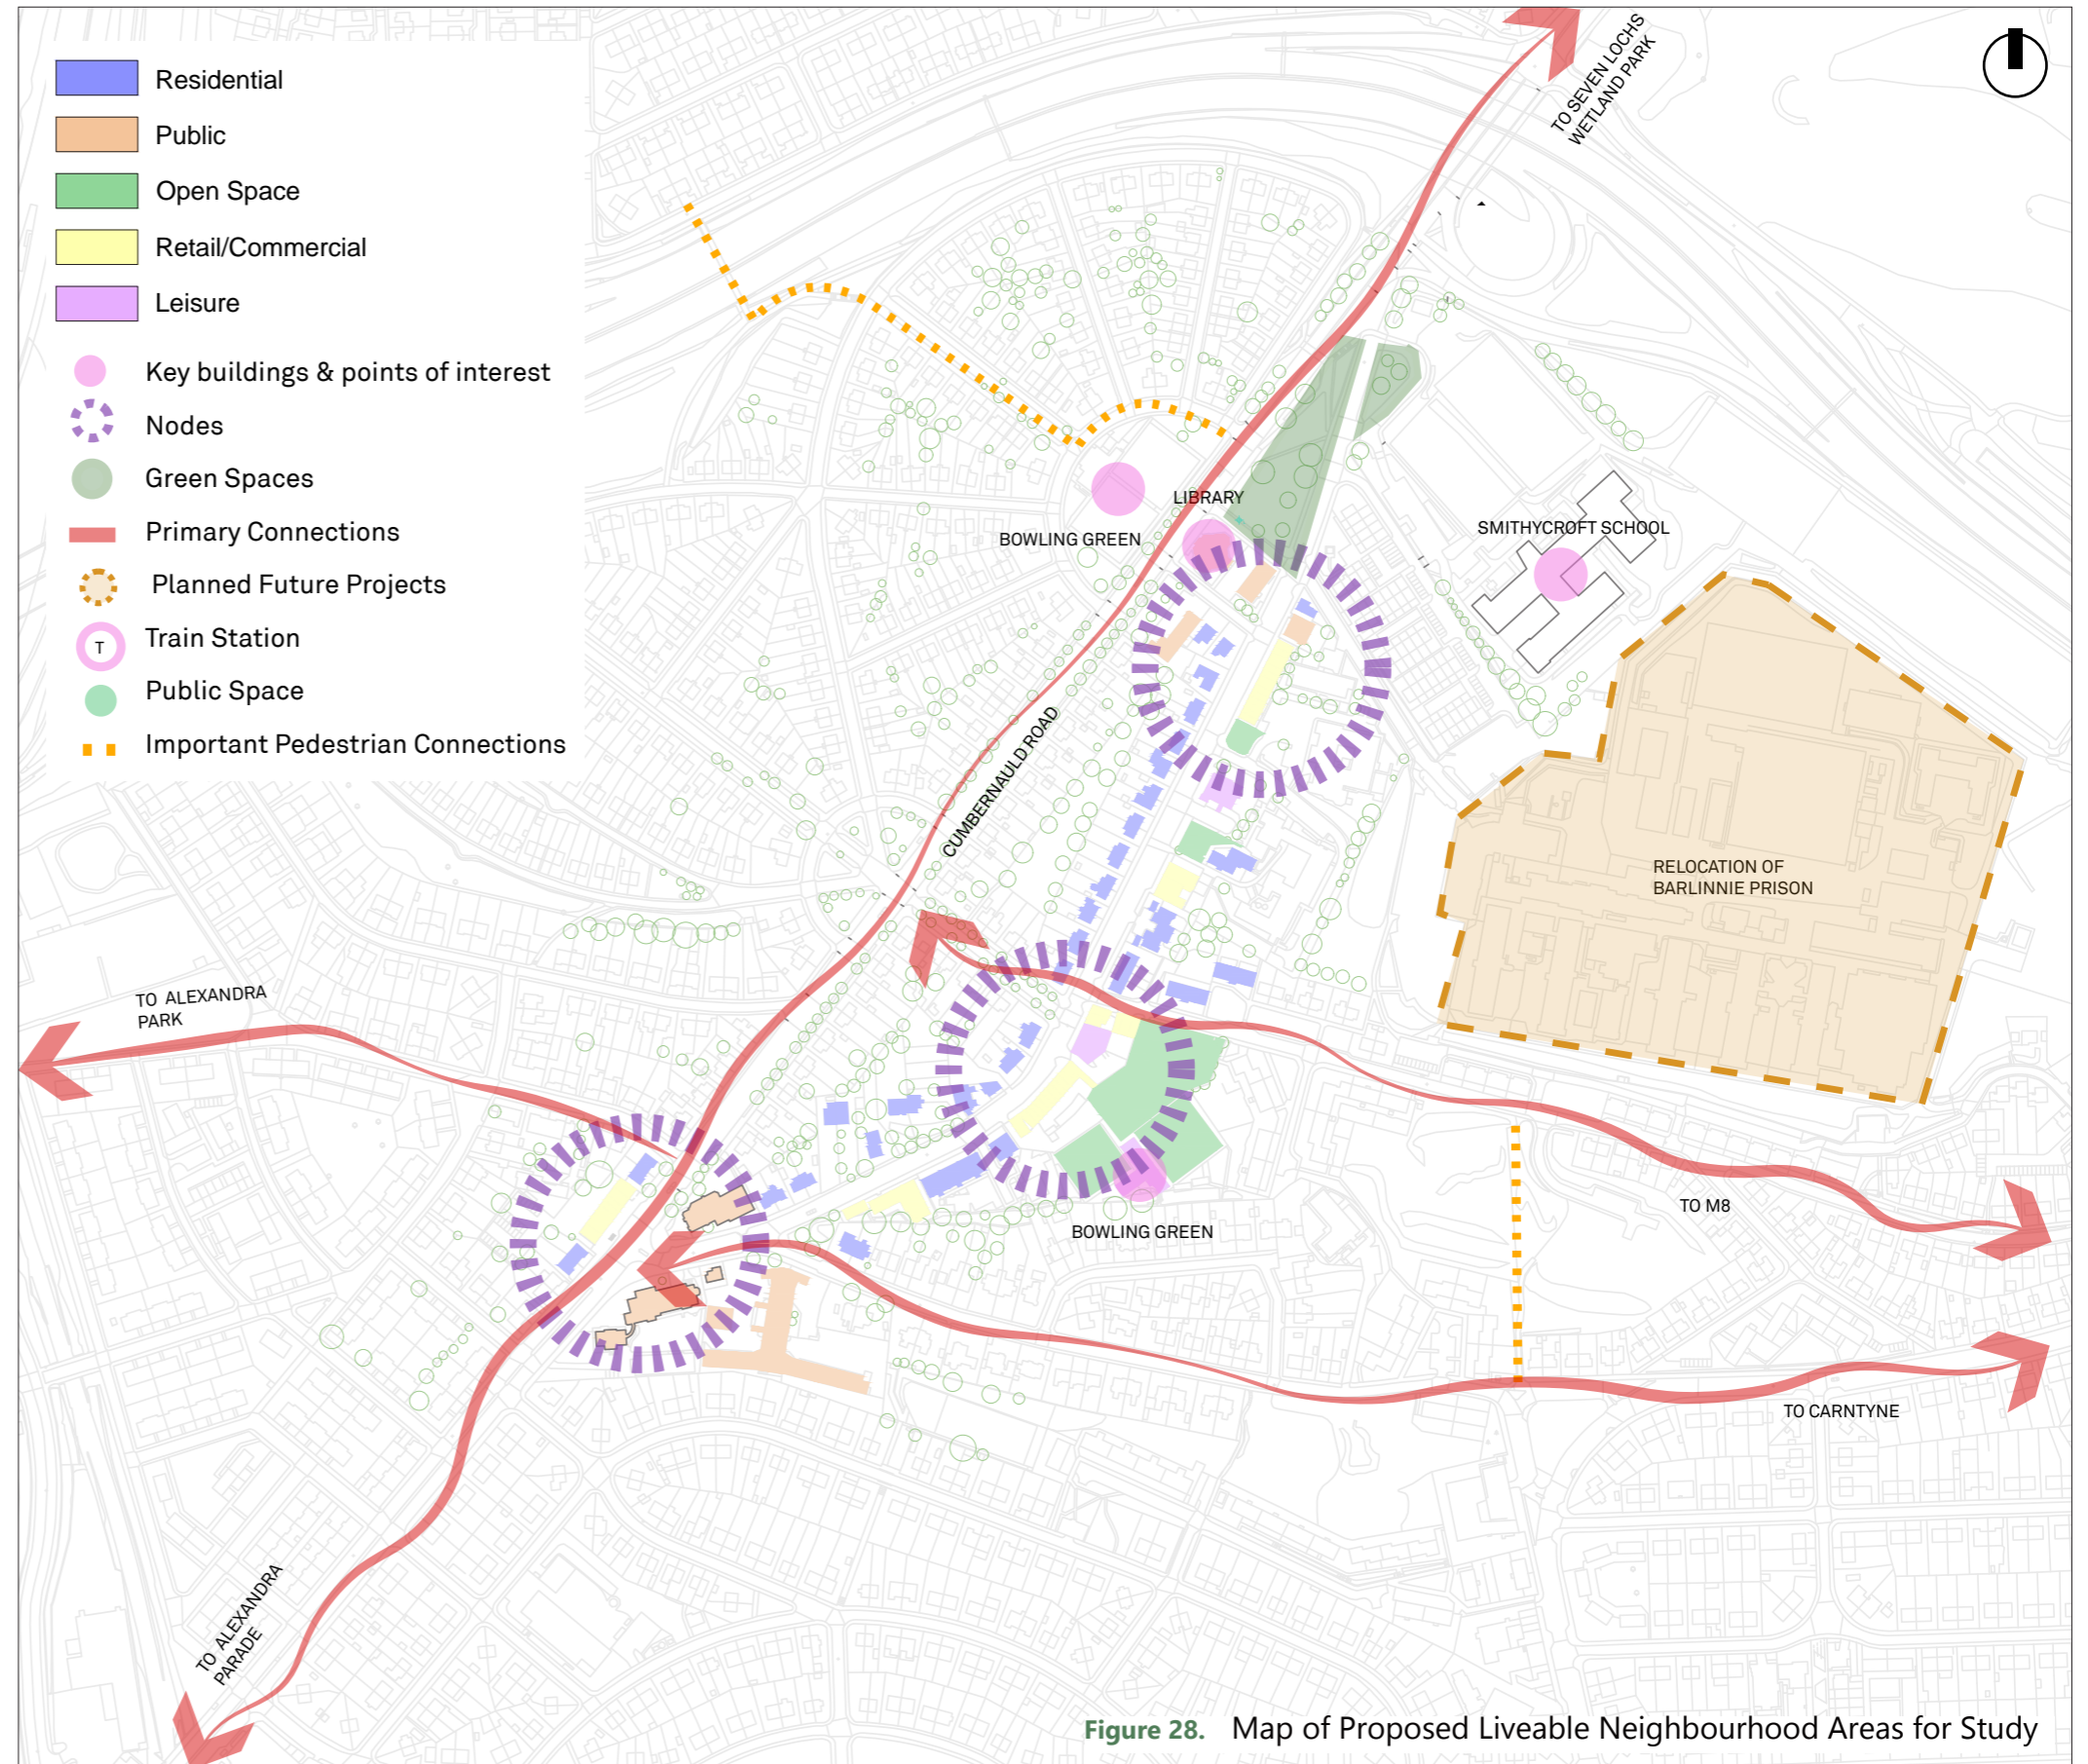 Residential
Public
Open Space
Retail/Commercial
Leisure
Key buildings & points of interest
Nodes
Green Spaces
Primary Connections
Planned Future Projects
T
Train Station
Public Space
Important Pedestrian Connections
TO SEVEN LOCHS
WETLAND PARK
LIBRARY
BOWLING GREEN
SMITHYCROFT SCHOOL
CUMBERNAULD ROAD
RELOCATION OF
BARLINNIE PRISON
TO ALEXANDRA
PARK
TO M8
BOWLING GREEN
TO CARNTYNE
TO ALEXANDRA
PARADE
Figure 28. Map of Proposed Liveable Neighbourhood Areas for Study